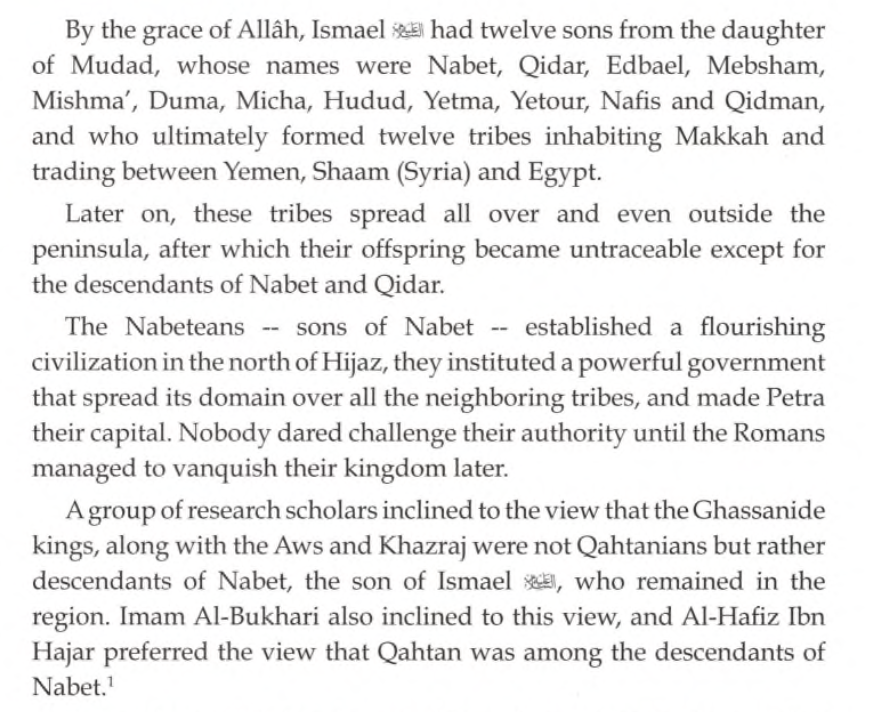 By the grace of Allâh, Ismael had twelve sons from the daughter
of Mudad, whose names were Nabet, Qidar, Edbael, Mebsham,
Mishma’, Duma, Micha, Hudud, Yetma, Yetour, Nafis and Qidman,
and who ultimately formed twelve tribes inhabiting Makkah and
trading between Yemen, Shaam (Syria) and Egypt.
Later on, these tribes spread all over and even outside the
peninsula, after which their offspring became untraceable except for
the descendants of Nabet and Qidar.
The Nabeteans -- sons of Nabet -- established a flourishing
civilization in the north of Hijaz, they instituted a powerful government
that spread its domain over all the neighboring tribes, and made Petra
their capital. Nobody dared challenge their authority until the Romans
managed to vanquish their kingdom later.
A group of research scholars inclined to the view that the Ghassanide
kings, along with the Aws and Khazraj were not Qahtanians but rather
descendants of Nabet, the son of Ismael , who remained in the
region. Imam Al-Bukhari also inclined to this view, and Al-Hafiz Ibn
Hajar preferred the view that Qahtan was among the descendants of
Nabet.¹